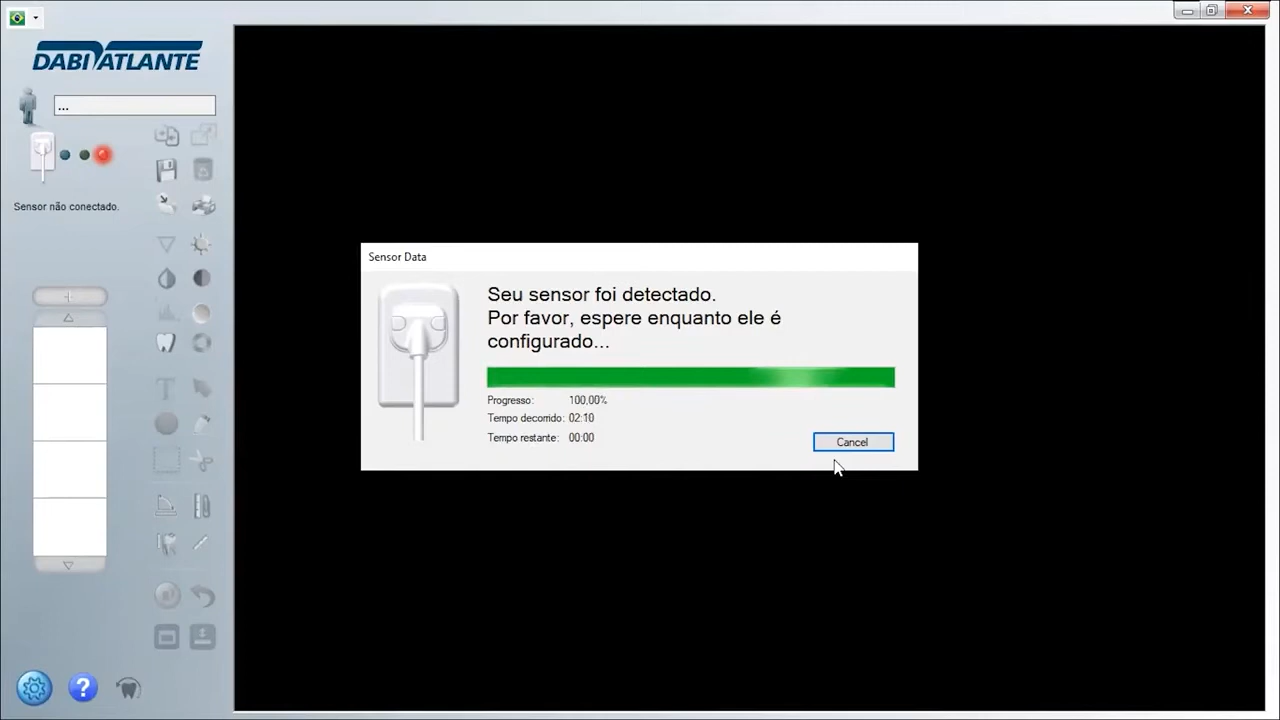 DABI ATLANTE
...
Sensor não conectado.
Sensor Data
Seu sensor foi detectado.
Por favor, espere enquanto ele é
configurado...
Progresso: 100,00%
Tempo decorrido: 02:10
Tempo restante: 00:00
Cancel
T
?